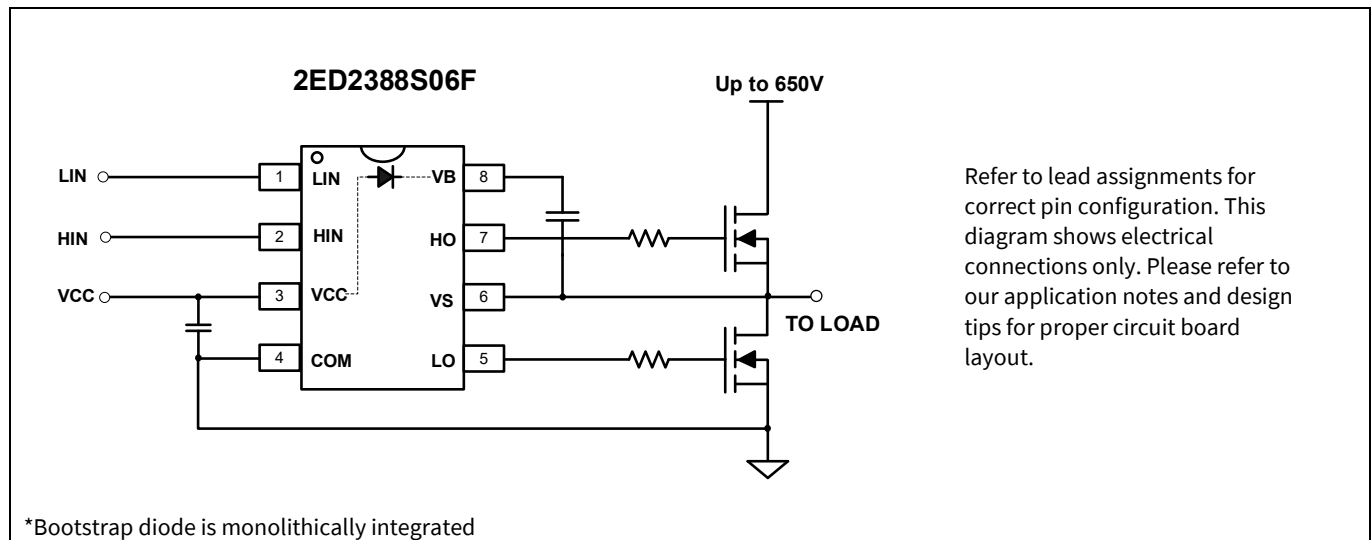 2ED2388S06F
Up to 650V
LIN
1
LIN
VB
8
HIN
2
HIN
HO
7
VCC
3
VCC
VS
6
TO LOAD
4
COM
LO
5
Refer to lead assignments for
correct pin configuration. This
diagram shows electrical
connections only. Please refer to
our application notes and design
tips for proper circuit board
layout.
*Bootstrap diode is monolithically integrated